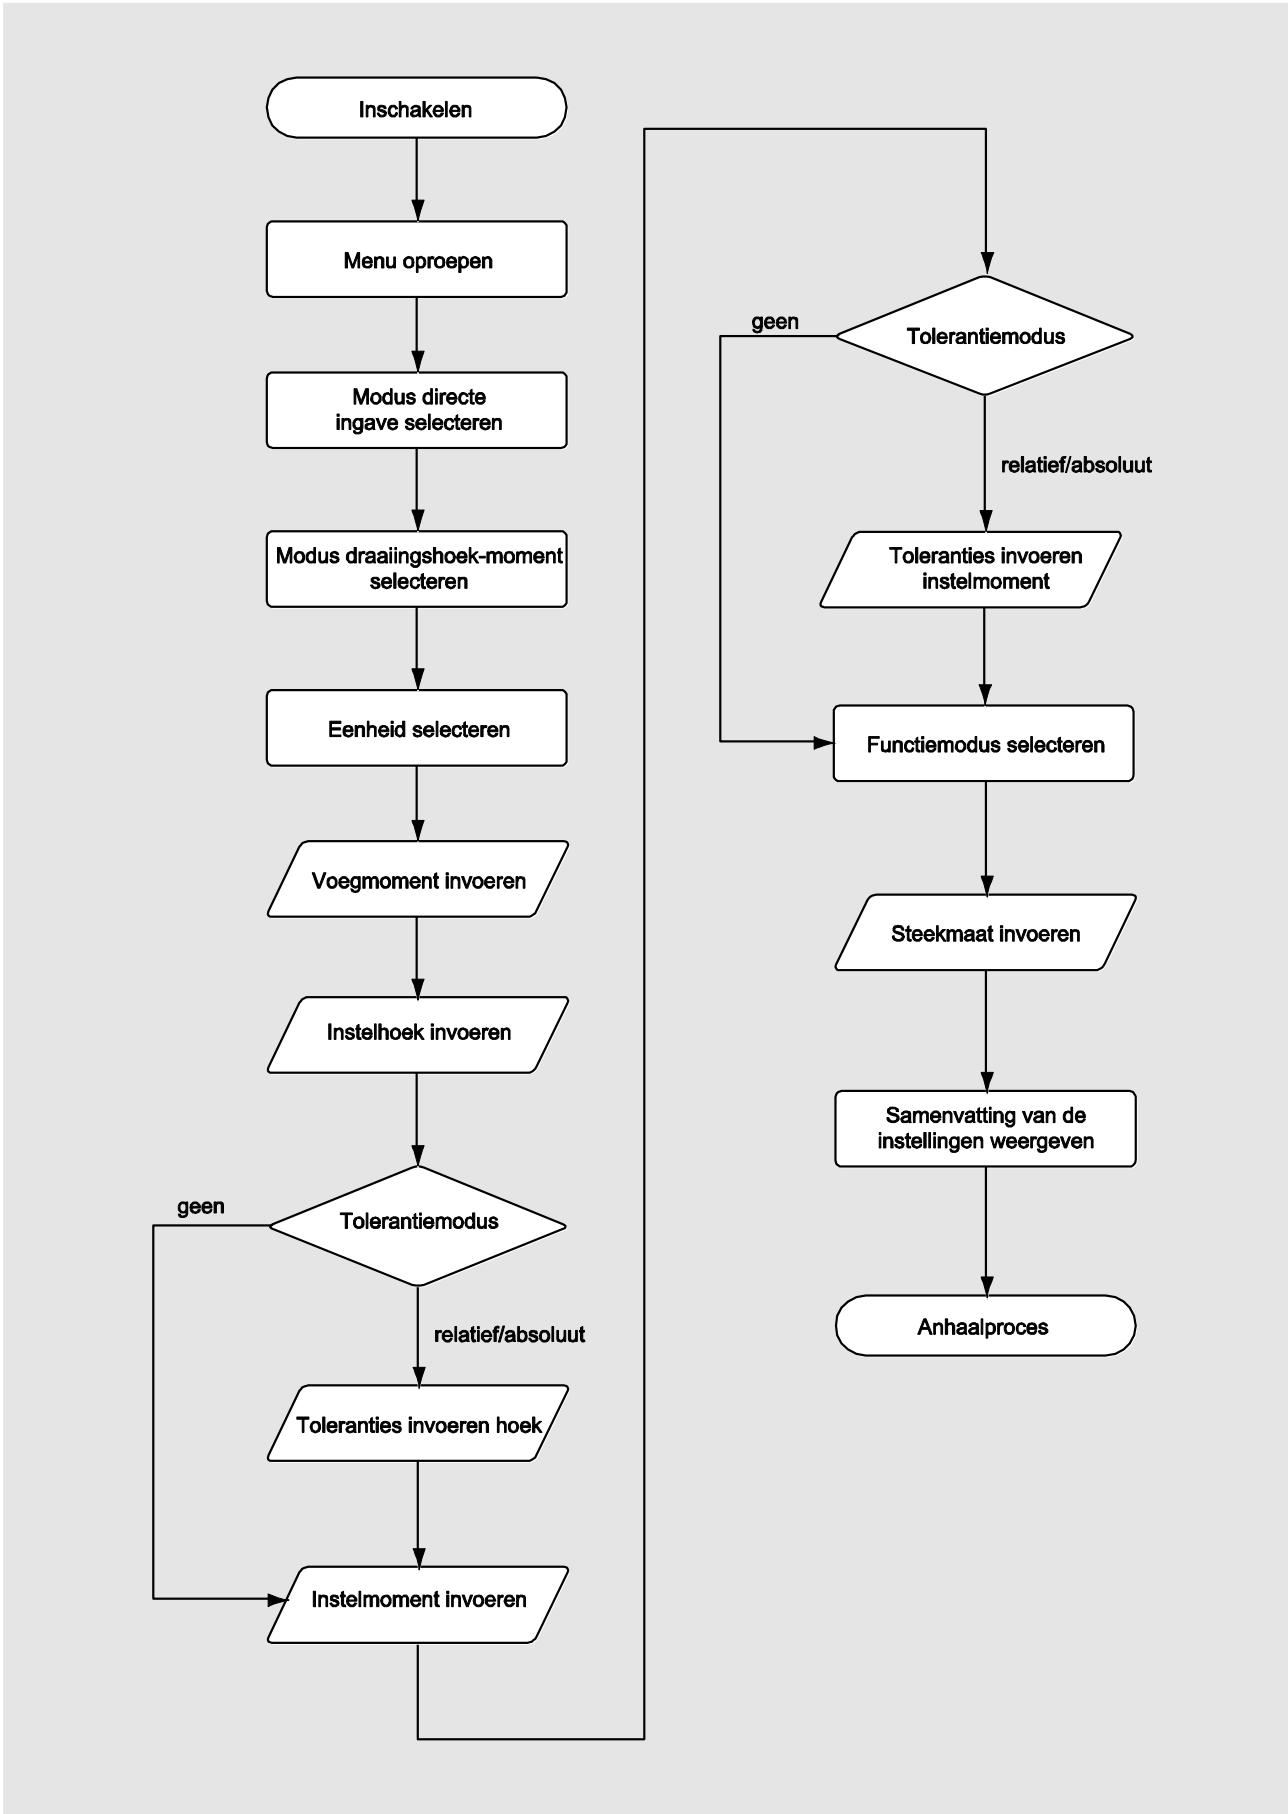 Inschakelen
Menu oproepen
Modus directe
ingave selecteren
Modus draaiingshoek-moment
selecteren
Eenheid selecteren
Voegmoment invoeren
Instelhoek invoeren
geen
Tolerantiemodus
relatief/absoluut
Toleranties invoeren hoek
Instelmoment invoeren
geen
Tolerantiemodus
relatief/absoluut
Toleranties invoeren
instelmoment
Functiemodus selecteren
Steekmaat invoeren
Samenvatting van de
instellingen weergeven
Anhaalproces